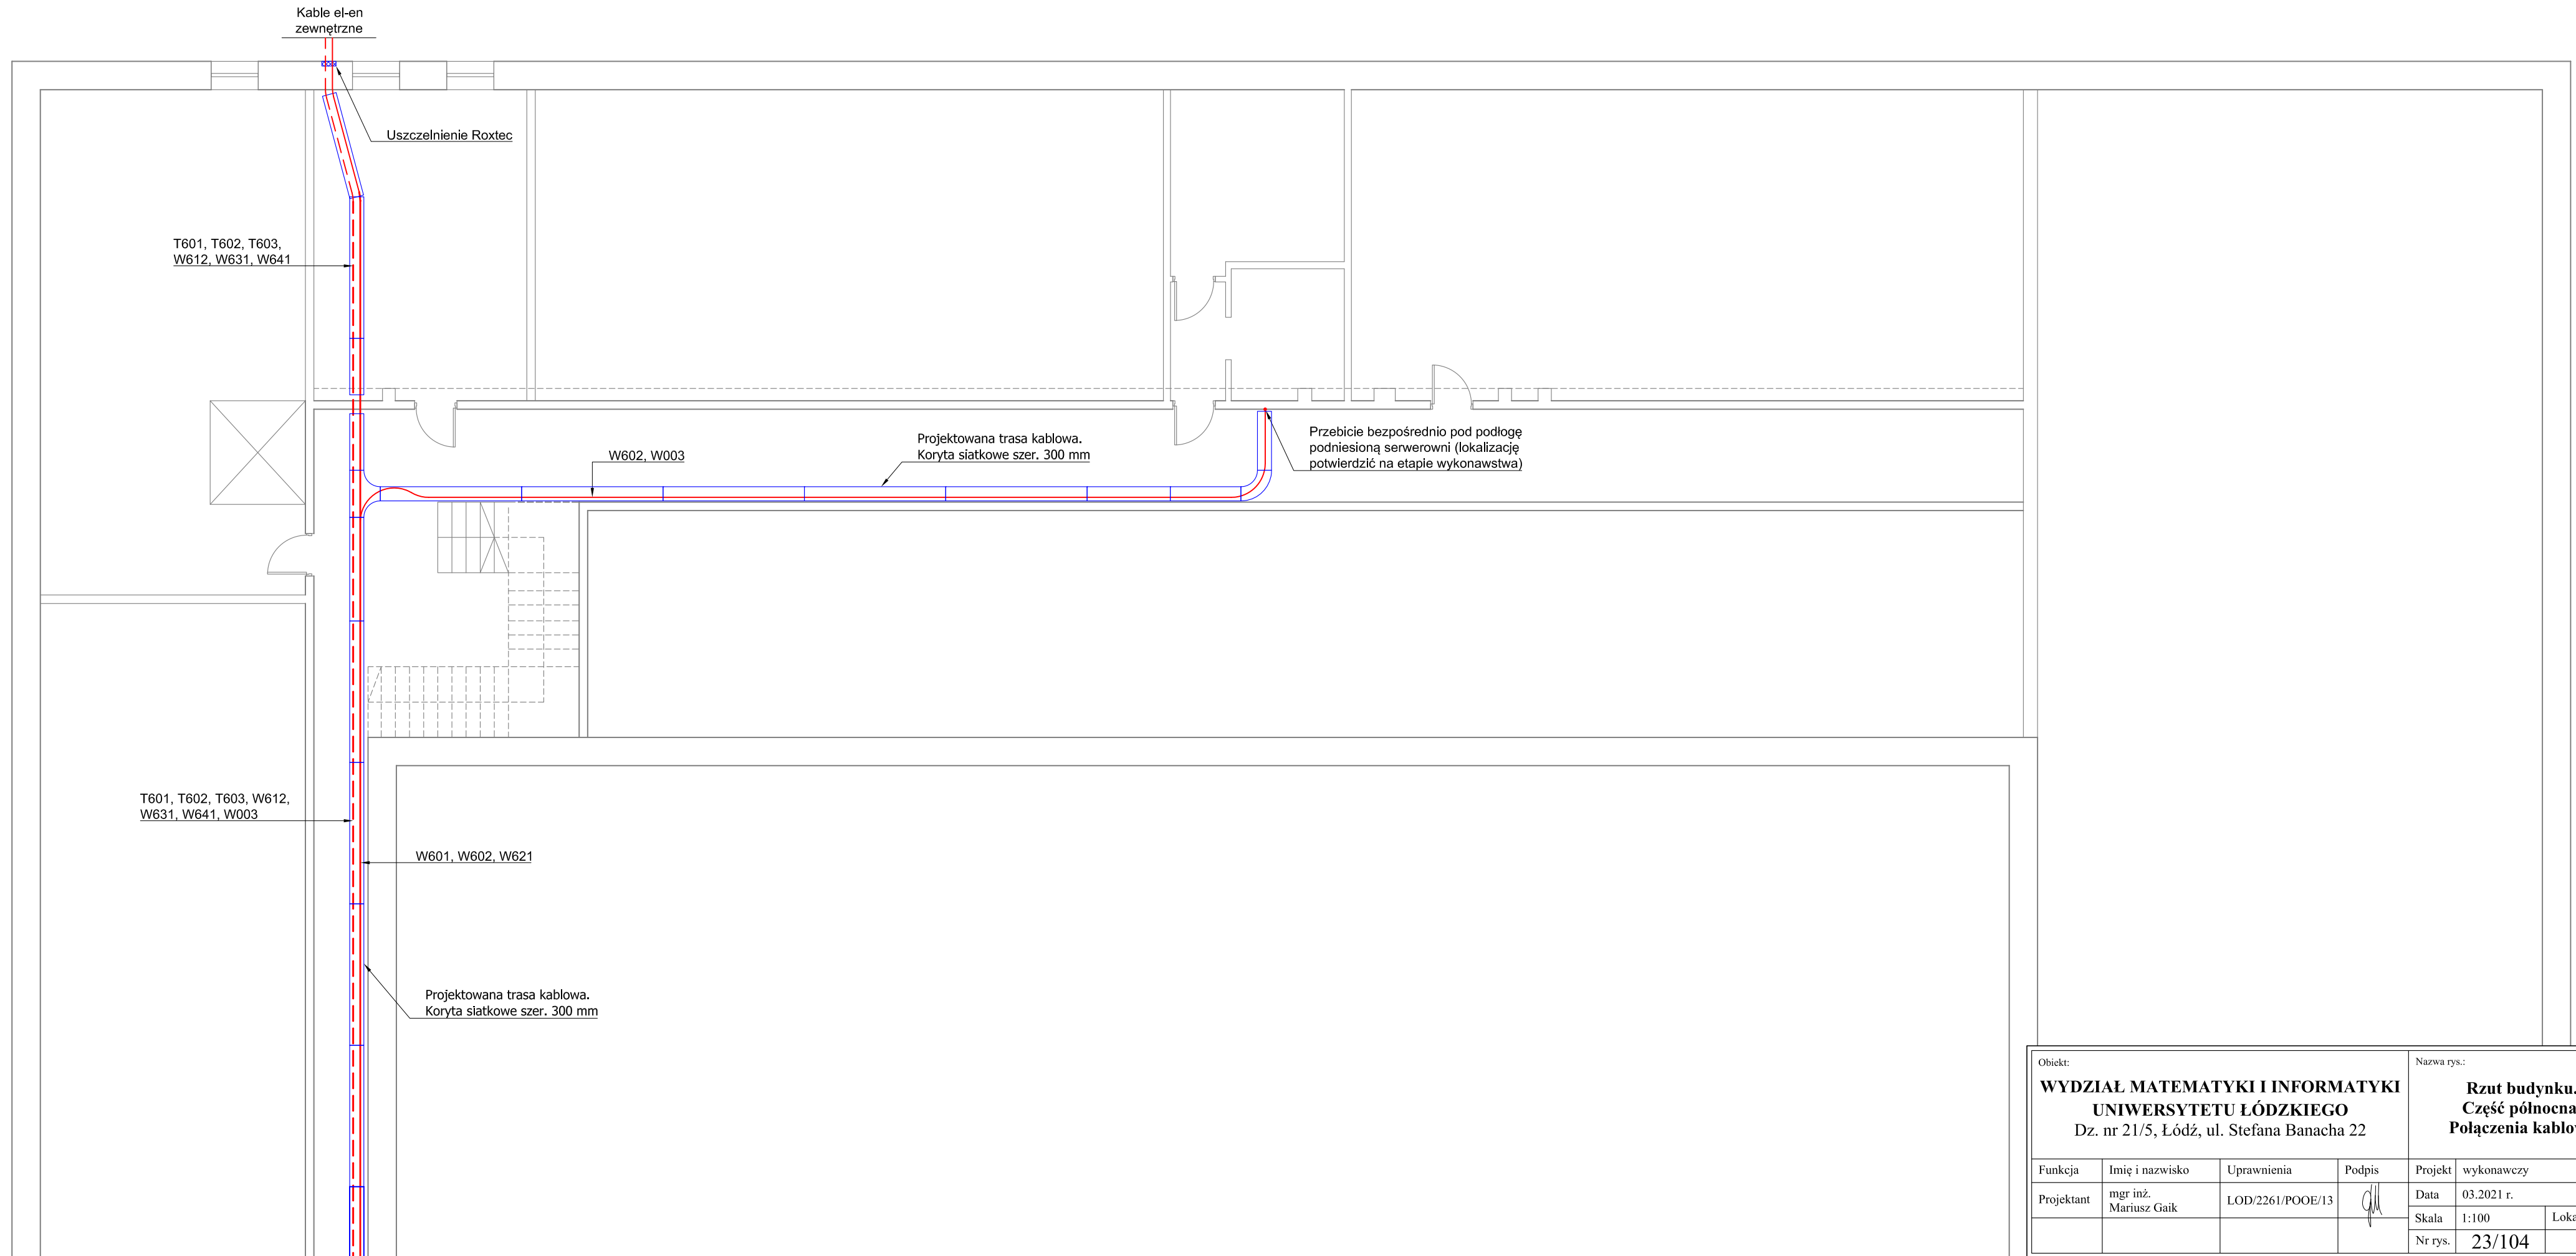 Kable el-en
zewnętrzne
Uszczelnienie Roxtec
T601, T602, T603,
W612, W631, W641
W602, W003
Projektowana trasa kablowa.
Koryta siatkowe szer. 300 mm
Przebicie bezpośrednio pod podłogę
podniesioną serwerowni (lokalizację
potwierdzić na etapie wykonawstwa)
T601, T602, T603, W612,
W631, W641, W003
W601, W602, W621
Projektowana trasa kablowa.
Koryta siatkowe szer. 300 mm
Obiekt:
WYDZIAŁ MATEMATYKI I INFORMATYKI
UNIWERSYTETU ŁÓDZKIEGO
Dz. nr 21/5, Łódź, ul. Stefana Banacha 22
Nazwa rys.:
Rzut budynku.
Część północna
Połączenia kablo
Funkcja Imię i nazwisko Uprawnienia Podpis
Projektant mgr inż.
Mariusz Gaik LOD/2261/POOE/13
Projekt wykonawczy
Data 03.2021 r.
Skala 1:100 Loka
Nr rys. 23/104